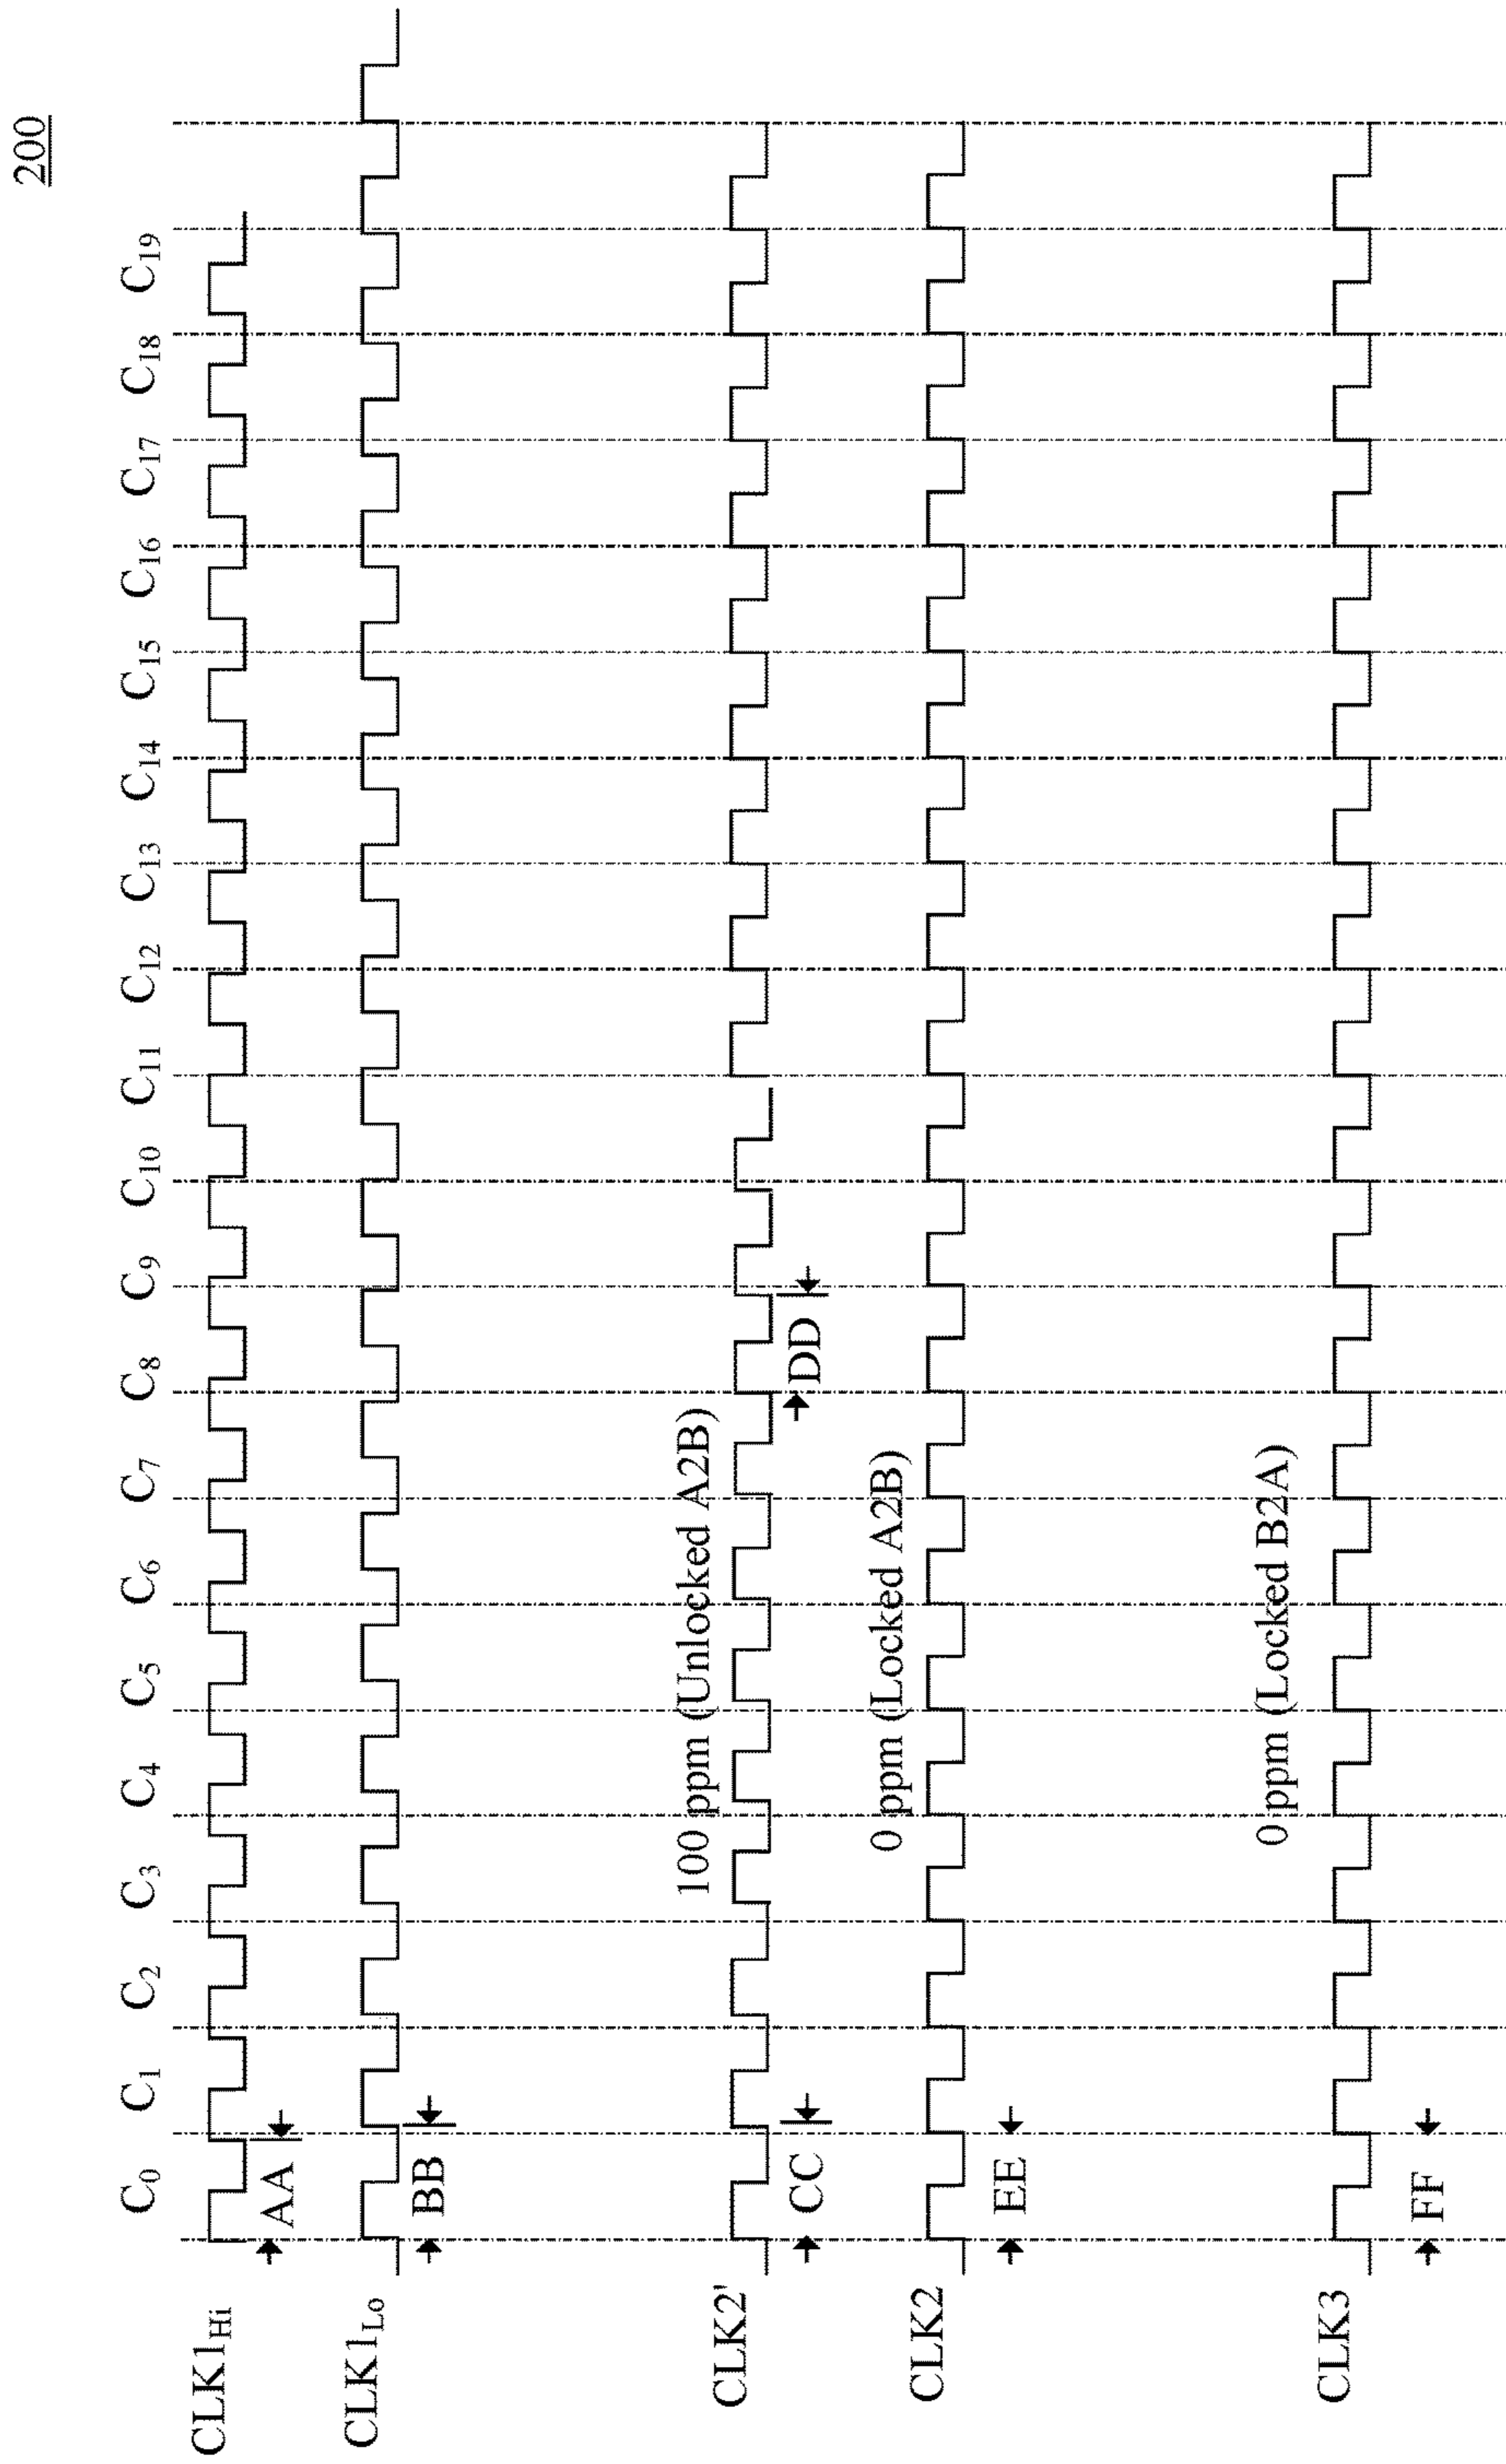 200
C₀ C₁ C₂ C₃ C₄ C₅ C₆ C₇ C₈ C₉ C₁₀ C₁₁ C₁₂ C₁₃ C₁₄ C₁₅ C₁₆ C₁₇ C₁₈ C₁₉
CLK1Hi
AA
CLK1Lo
BB
100 ppm (Unlocked A2B)
CLK2'
CC
DD
0 ppm (Locked A2B)
CLK2
EE
0 ppm (Locked B2A)
CLK3
FF